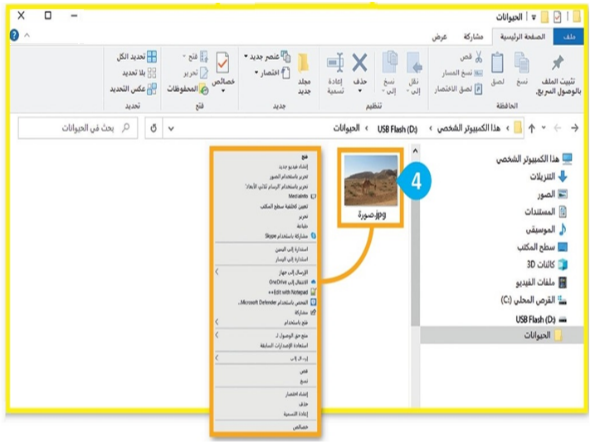 الحيوانات
ملف
الصفحة الرئيسية
مشاركة
عرض
تثبيت الملف
بالوصول السريع.
نسخ
لصق
قص
نسخ المسار
لصق الاختصار
الحافظة
نسخ
إلى
حذف
إعادة
تسمية
تنظيم
مجلد
جديد
عنصر جديد
اختصار
جديد
خصائص
فتح
تحرير
المحفوظات
فتح
تحديد الكل
بلا تحديد
عكس التحديد
تحديد
هذا الكمبيوتر الشخصي
USB Flash (D:)
الحيوانات
بحث في الحيوانات
هذا الكمبيوتر الشخصي
التنزيلات
الصور
المستندات
الموسيقى
سطح المكتب
كائنات 3D
ملفات الفيديو
القرص المحلي (C:)
USB Flash (D:)
الحيوانات
4
صورة.jpg
فتح
إنشاء فيديو جديد
تحرير باستخدام الصور
تحرير باستخدام الرسام ثلاثي الأبعاد
MediaInfo
تعيين كخلفية سطح المكتب
تحرير
طباعة
مشاركة باستخدام Skype
استدارة إلى اليمين
استدارة إلى اليسار
الإرسال إلى جهاز
الانتقال إلى OneDrive
Edit with Notepad++
الفحص باستخدام Microsoft Defender...
مشاركة
فتح باستخدام
منح حق الوصول لـ
استعادة الإصدارات السابقة
إرسال إلى
قص
نسخ
إنشاء اختصار
حذف
إعادة التسمية
خصائص